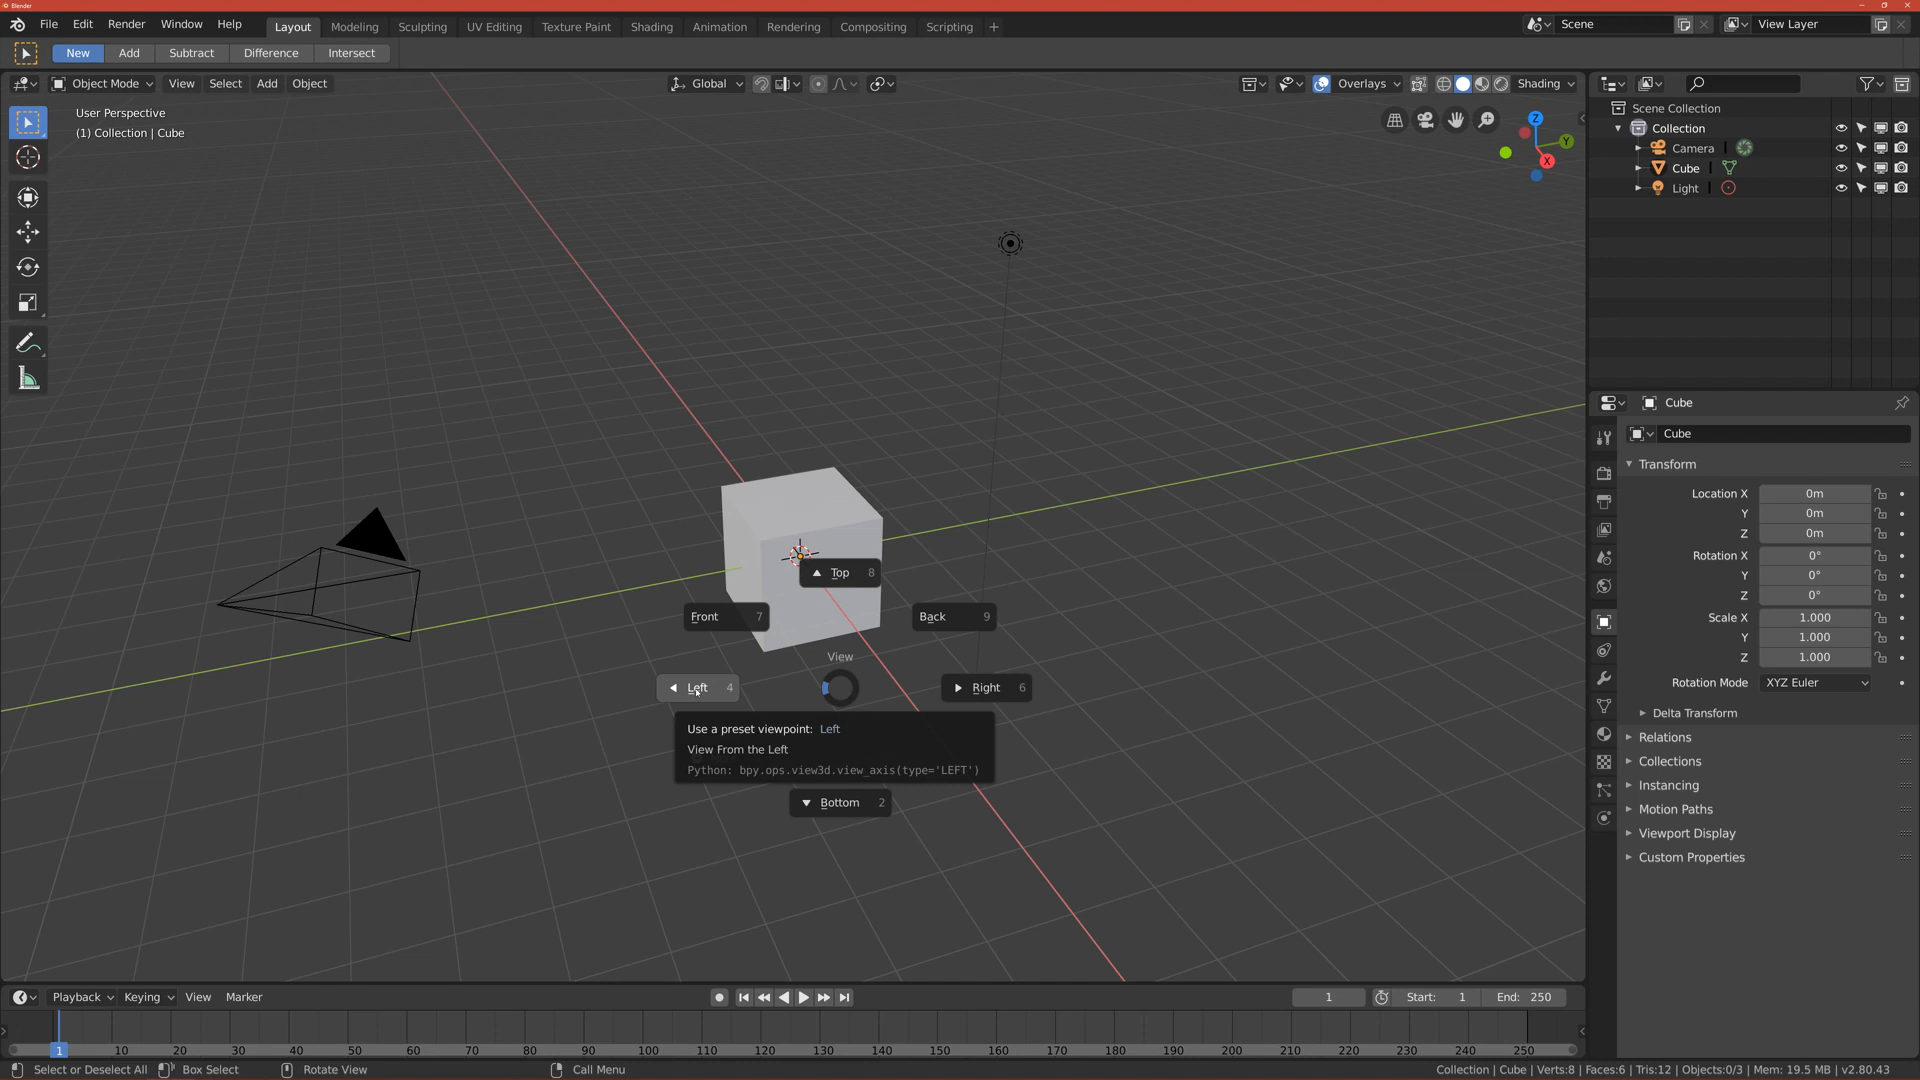 Blender
File Edit Render Window Help Layout Modeling Sculpting UV Editing Texture Paint Shading Animation Rendering Compositing Scripting + Scene View Layer
New Add Subtract Difference Intersect
Object Mode View Select Add Object Global Overlays Shading
User Perspective
(1) Collection | Cube
Z
Y
X
Scene Collection
Collection
Camera
Cube
Light
Top 8
Front 7
Back 9
View
Left 4
Right 6
Use a preset viewpoint: Left
View From the Left
Python: bpy.ops.view3d.view_axis(type='LEFT')
Bottom 2
Cube
Cube
Transform
Location X 0m
Y 0m
Z 0m
Rotation X 0°
Y 0°
Z 0°
Scale X 1.000
Y 1.000
Z 1.000
Rotation Mode XYZ Euler
Delta Transform
Relations
Collections
Instancing
Motion Paths
Viewport Display
Custom Properties
Playback Keying View Marker 1 Start: 1 End: 250
1 10 20 30 40 50 60 70 80 90 100 110 120 130 140 150 160 170 180 190 200 210 220 230 240 250
Select or Deselect All Box Select Rotate View Call Menu Collection | Cube | Verts:8 | Faces:6 | Tris:12 | Objects:0/3 | Mem: 19.5 MB | v2.80.43